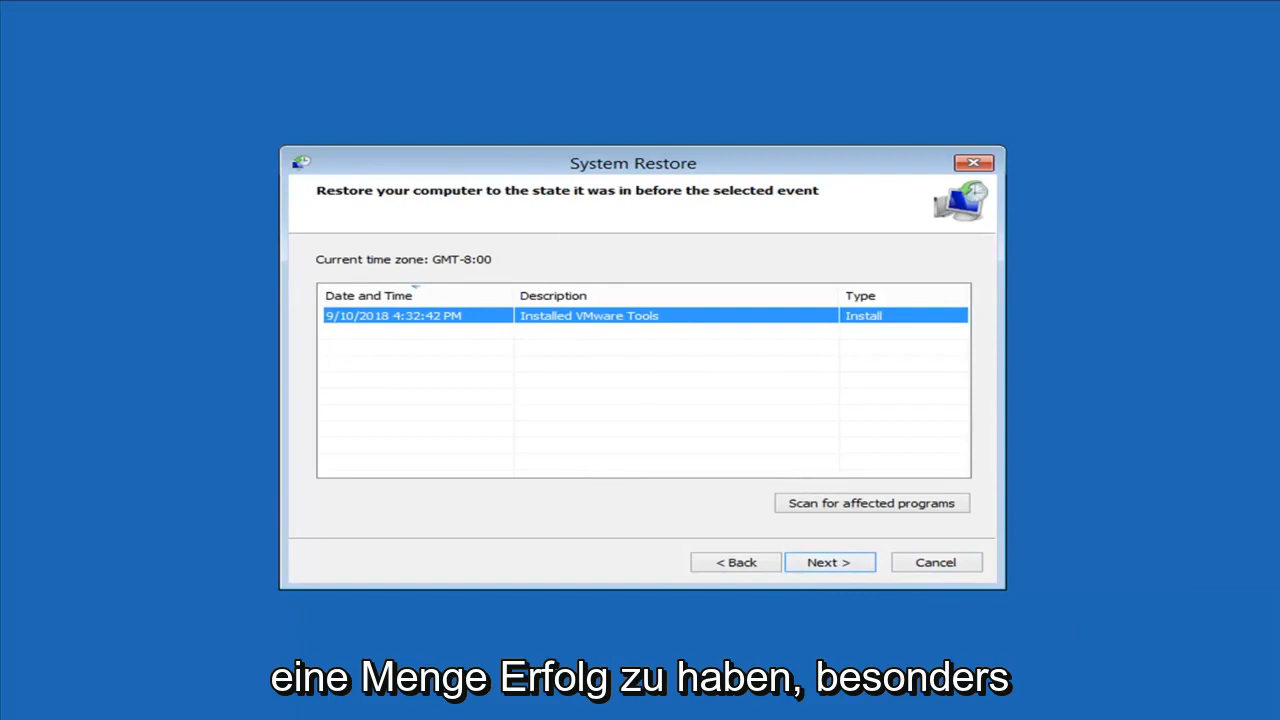 System Restore
Restore your computer to the state it was in before the selected event
Current time zone: GMT-8:00
Date and Time Description Type
9/10/2018 4:32:42 PM Installed VMware Tools Install
Scan for affected programs
< Back Next > Cancel
eine Menge Erfolg zu haben, besonders